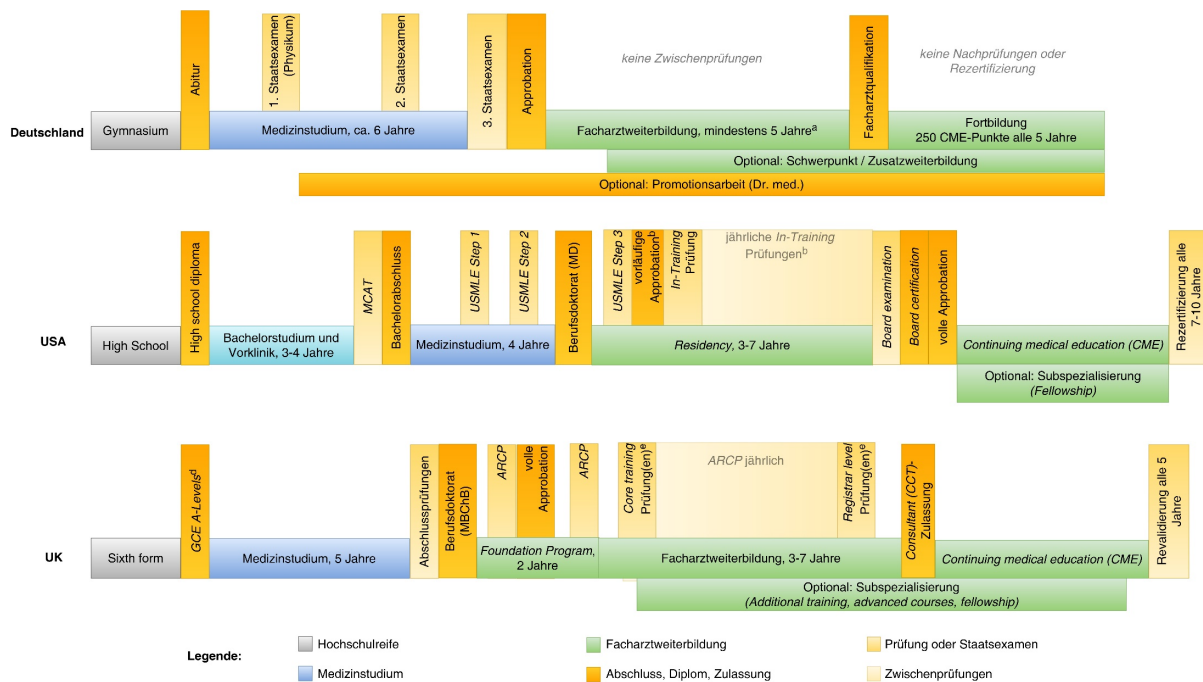 Abitur
1. Staatsexamen
(Physikum)
2. Staatsexamen
3. Staatsexamen
Approbation
keine Zwischenprüfungen
Facharztqualifikation
keine Nachprüfungen oder
Rezertifizierung
Deutschland
Gymnasium
Medizinstudium, ca. 6 Jahre
Facharztweiterbildung, mindestens 5 Jahreᵃ
Fortbildung
250 CME-Punkte alle 5 Jahre
Optional: Schwerpunkt / Zusatzweiterbildung
Optional: Promotionsarbeit (Dr. med.)
High school diploma
MCAT
Bachelorabschluss
USMLE Step 1
USMLE Step 2
Berufsdoktorat (MD)
USMLE Step 3
vorläufige
Approbationᵇ
In-Training
Prüfung
jährliche In-Training
Prüfungenᵇ
Board examination
Board certification
volle Approbation
Rezertifizierung alle
7-10 Jahre
USA
High School
Bachelorstudium und
Vorklinik, 3-4 Jahre
Medizinstudium, 4 Jahre
Residency, 3-7 Jahre
Continuing medical education (CME)
Optional: Subspezialisierung
(Fellowship)
GCE A-Levelsᵈ
Abschlussprüfungen
Berufsdoktorat
(MBChB)
ARCP
volle
Approbation
ARCP
Core training
Prüfung(en)ᵉ
ARCP jährlich
Registrar level
Prüfung(en)ᵉ
Consultant (CCT)-
Zulassung
Revalidierung alle 5
Jahre
UK
Sixth form
Medizinstudium, 5 Jahre
Foundation Program,
2 Jahre
Facharztweiterbildung, 3-7 Jahre
Continuing medical education (CME)
Optional: Subspezialisierung
(Additional training, advanced courses, fellowship)
Legende:
Hochschulreife
Facharztweiterbildung
Prüfung oder Staatsexamen
Medizinstudium
Abschluss, Diplom, Zulassung
Zwischenprüfungen